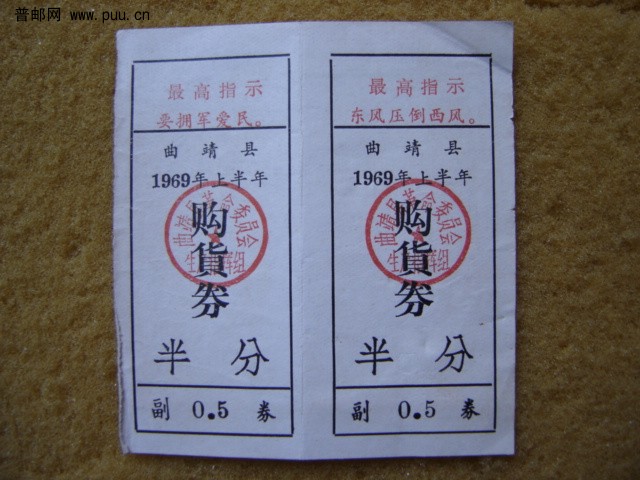 普邮网 www.puu.cn
最高指示
要拥军爱民。
曲靖县
1969年上半年
购货券
半分
副 0.5 券
最高指示
东风压倒西风。
曲靖县
1969年上半年
购货券
半分
副 0.5 券